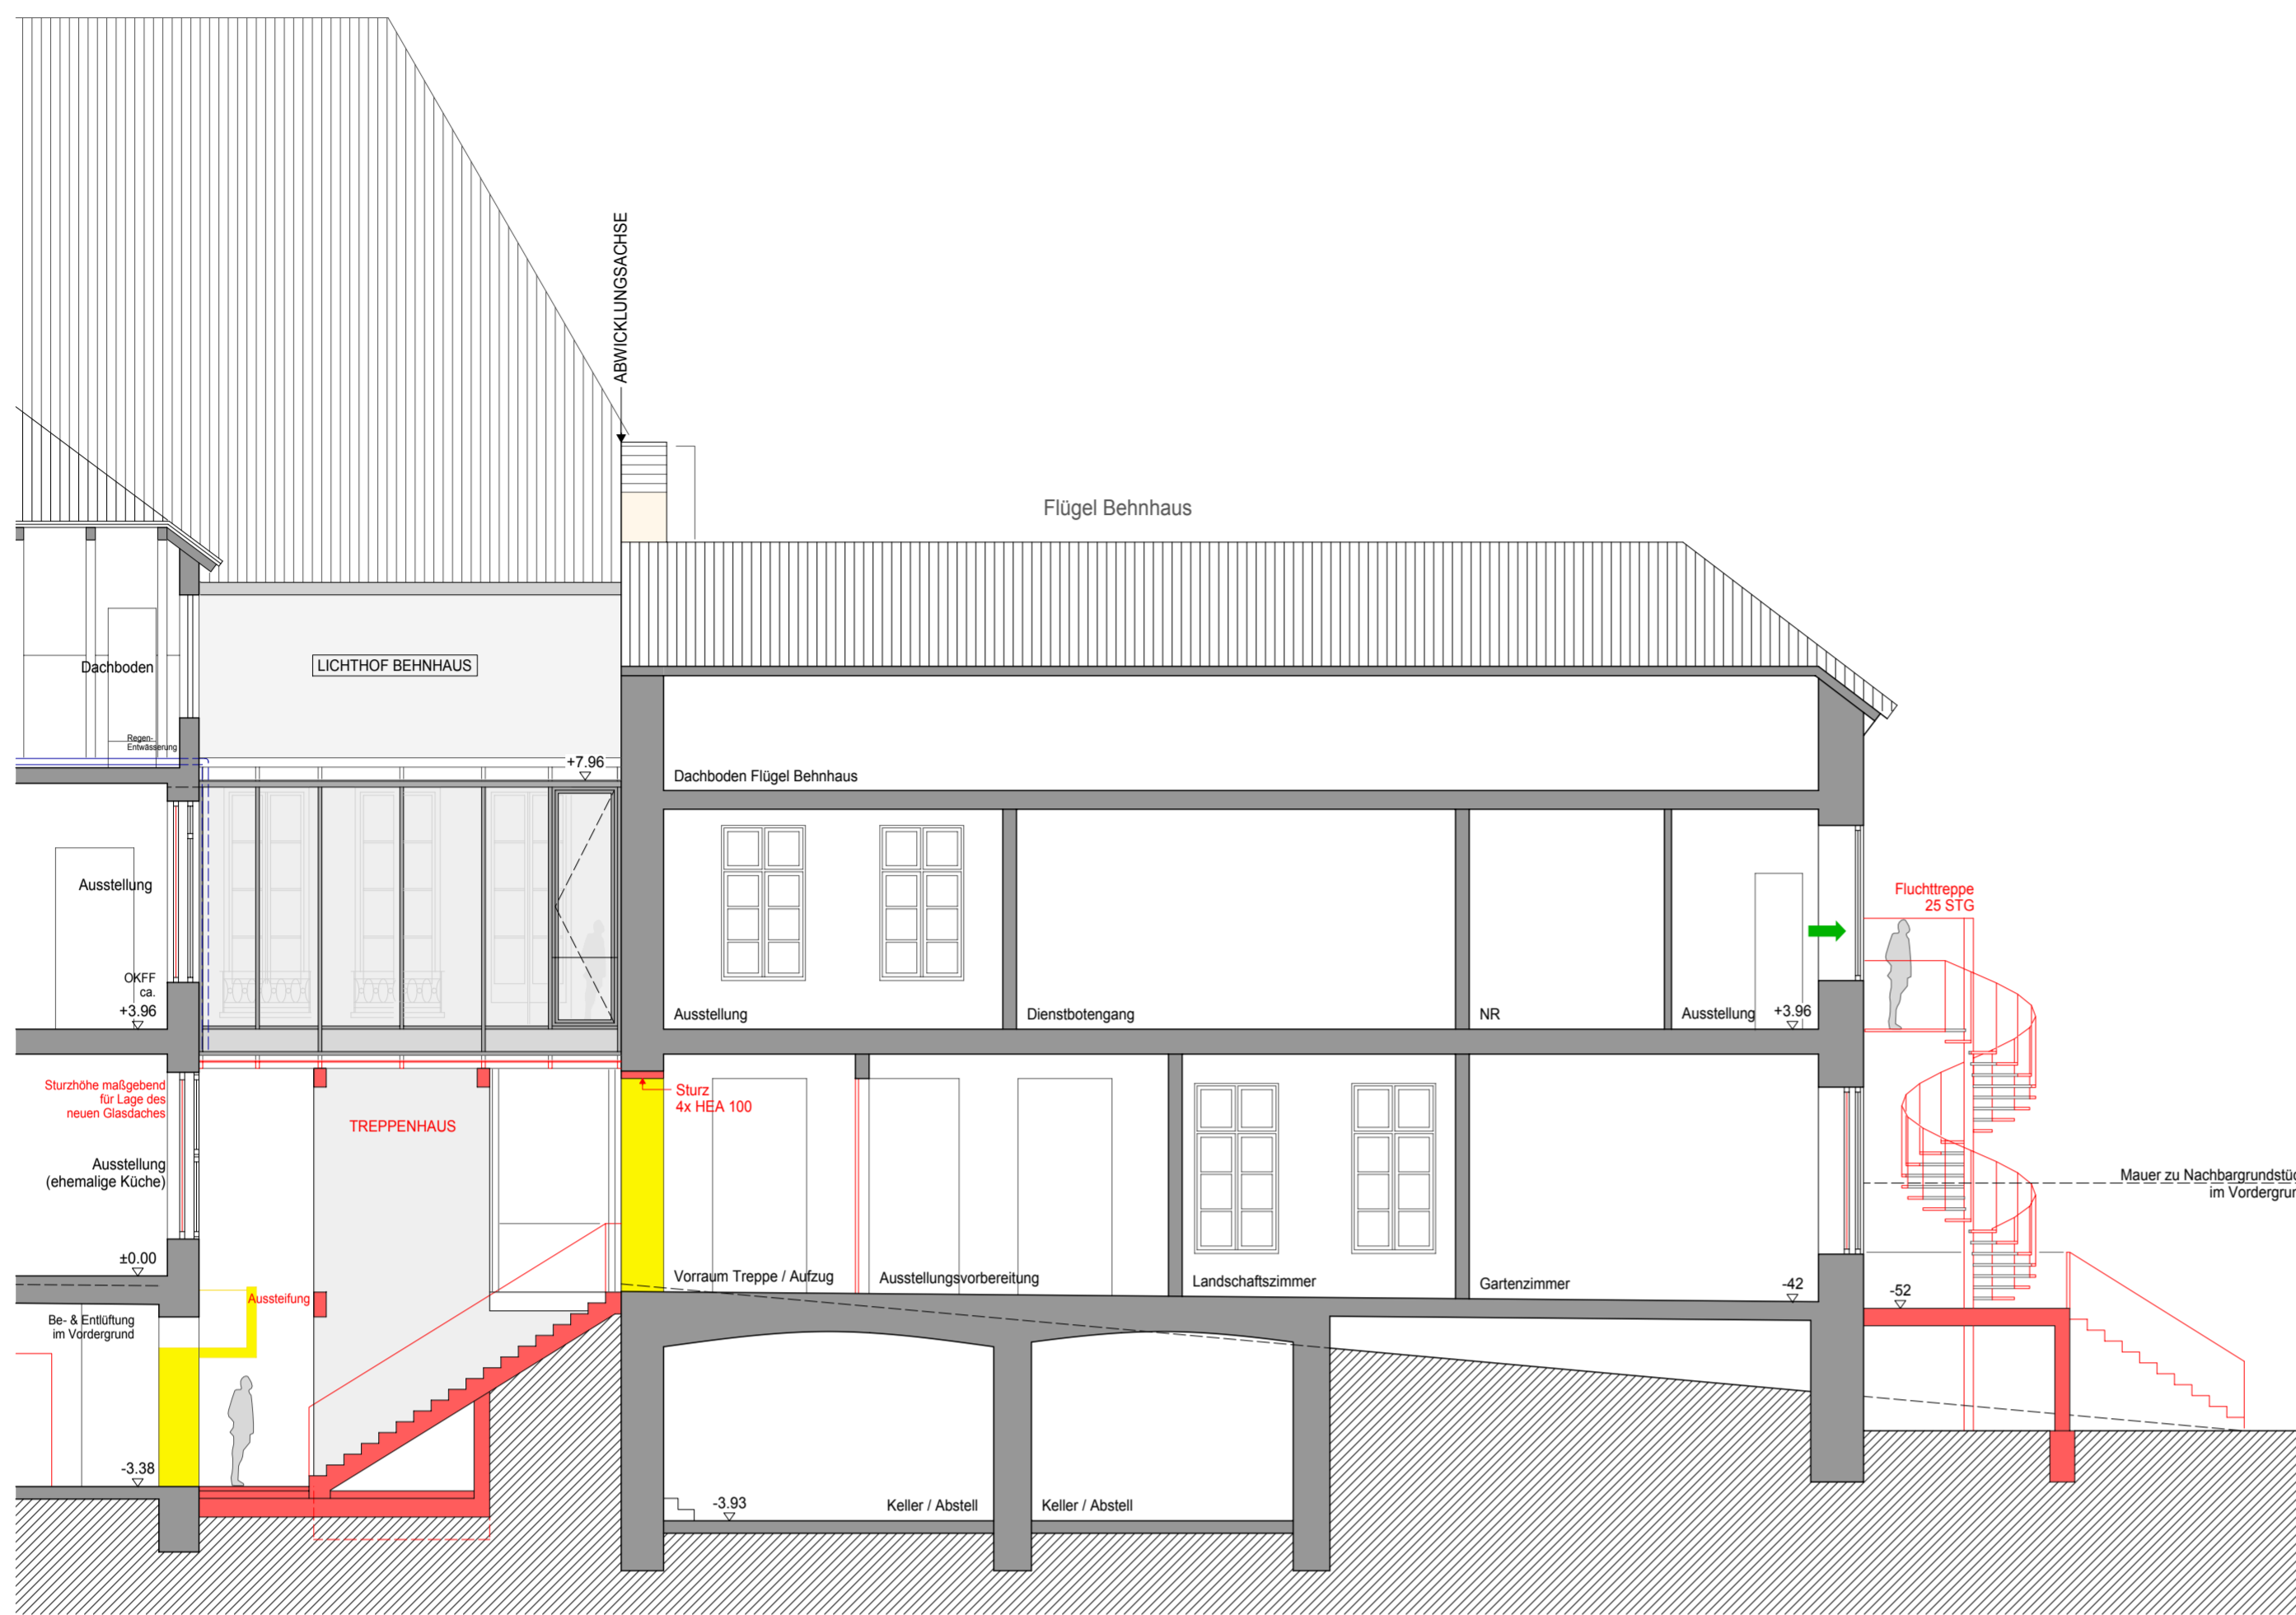 ABWICKLUNGSACHSE
Flügel Behnhaus
LICHTHOF BEHNHAUS
Dachboden
Regen-
Entwässerung
+7.96
Dachboden Flügel Behnhaus
Ausstellung
OKFF
ca.
+3.96
Ausstellung
Dienstbotengang
NR
Ausstellung
+3.96
Fluchttreppe
25 STG
Sturzhöhe maßgebend
für Lage des
neuen Glasdaches
TREPPENHAUS
Sturz
4x HEA 100
Ausstellung
(ehemalige Küche)
Mauer zu Nachbargrundstüc
im Vordergrun
±0.00
Vorraum Treppe / Aufzug
Ausstellungsvorbereitung
Landschaftszimmer
Gartenzimmer
-42
-52
Aussteifung
Be- & Entlüftung
im Vordergrund
-3.38
-3.93
Keller / Abstell
Keller / Abstell